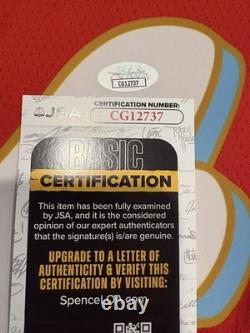 CG12737
JSA
CERTIFICATION NUMBER:
CG12737
BASIC
CERTIFICATION
This item has been fully examined
by JSA, and it is the considered
opinion of our expert authenticators
that the signature(s) is/are genuine.
UPGRADE TO A LETTER OF
AUTHENTICITY & VERIFY THIS
CERTIFICATION BY VISITING:
SpenceLOA.com